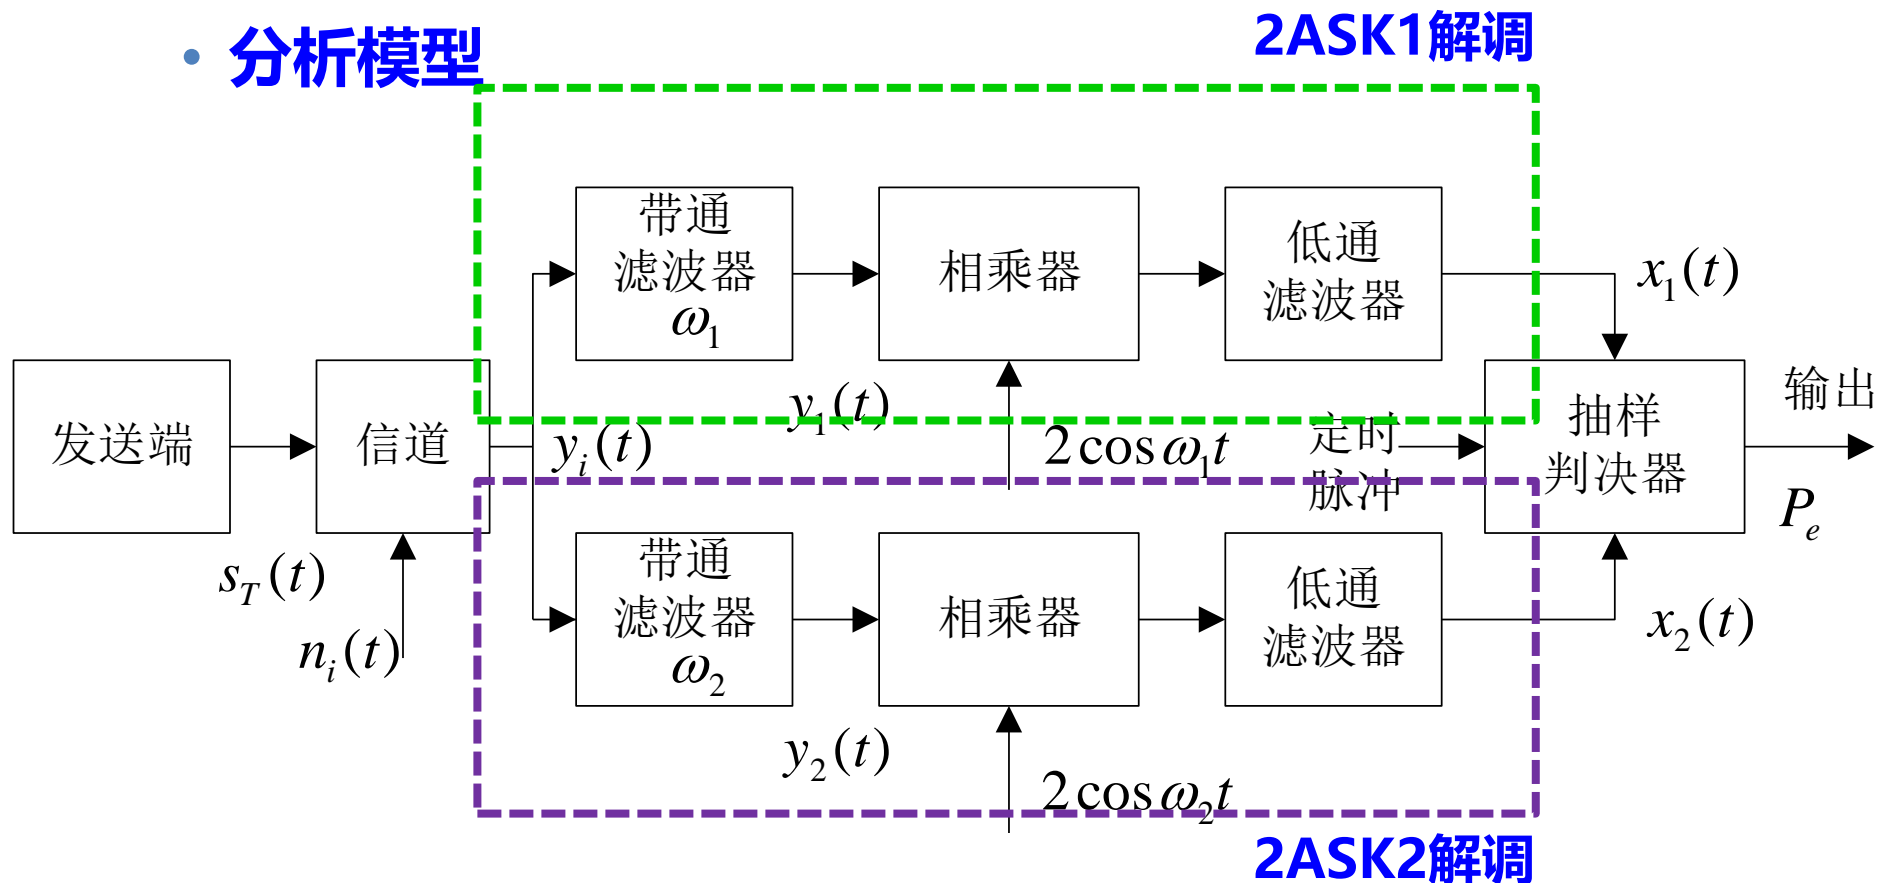 • 分析模型
2ASK1解调
带通
滤波器
ω₁
相乘器
低通
滤波器
x₁(t)
y₁(t)
2cosω₁t
发送端
信道
yᵢ(t)
定时
脉冲
抽样
判决器
输出
Pₑ
s_T(t)
nᵢ(t)
带通
滤波器
ω₂
相乘器
低通
滤波器
x₂(t)
y₂(t)
2cosω₂t
2ASK2解调